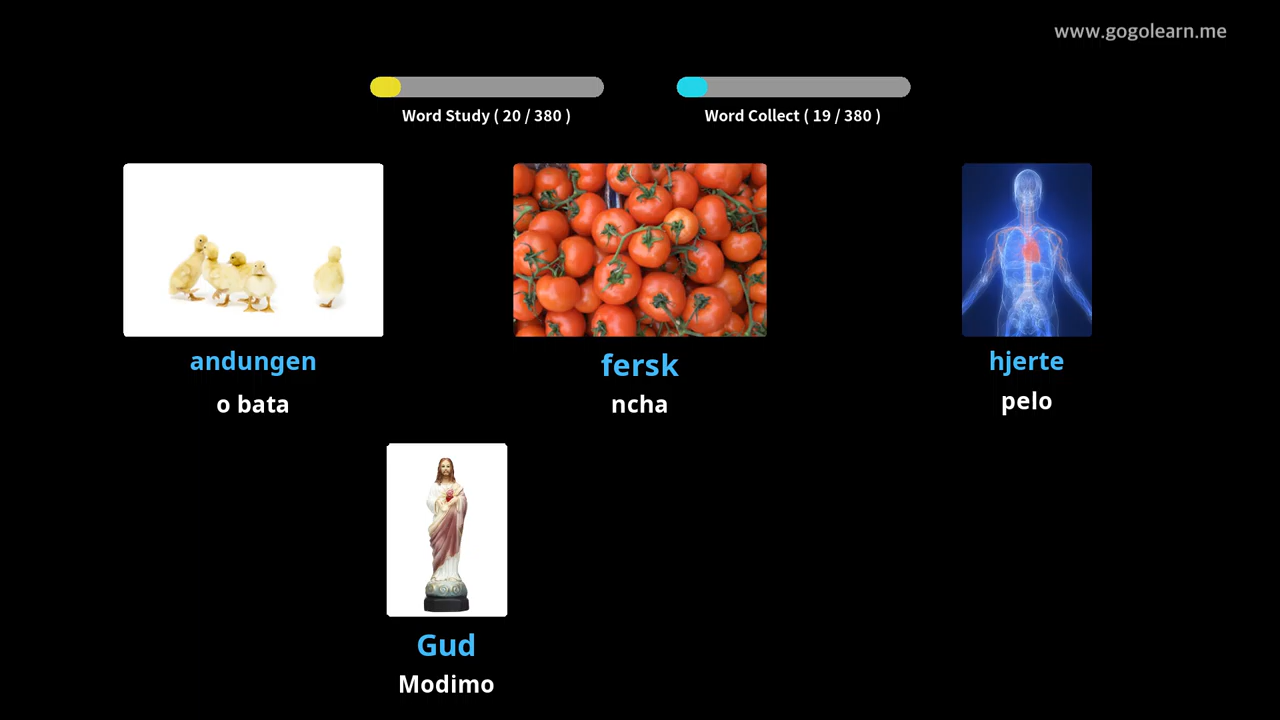 www.gogolearn.me
Word Study ( 20 / 380 )
Word Collect ( 19 / 380 )
andungen
fersk
hjerte
o bata
ncha
pelo
Gud
Modimo